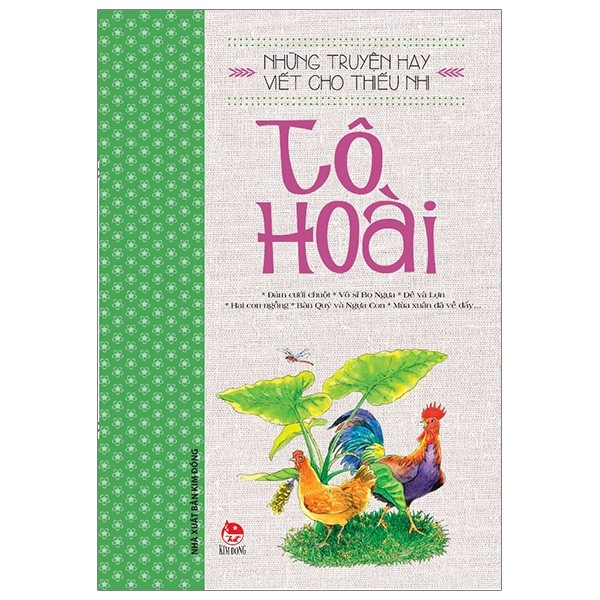 NHỮNG TRUYỆN HAY
VIẾT CHO THIẾU NHI
TÔ
HOÀI
* Đám cưới chuột * Võ sĩ Bọ Ngựa * Dê và Lợn
* Hai con ngỗng * Bàn Quý và Ngựa Con * Mùa xuân đã về đấy...
NHÀ XUẤT BẢN KIM ĐỒNG
KIM ĐỒNG